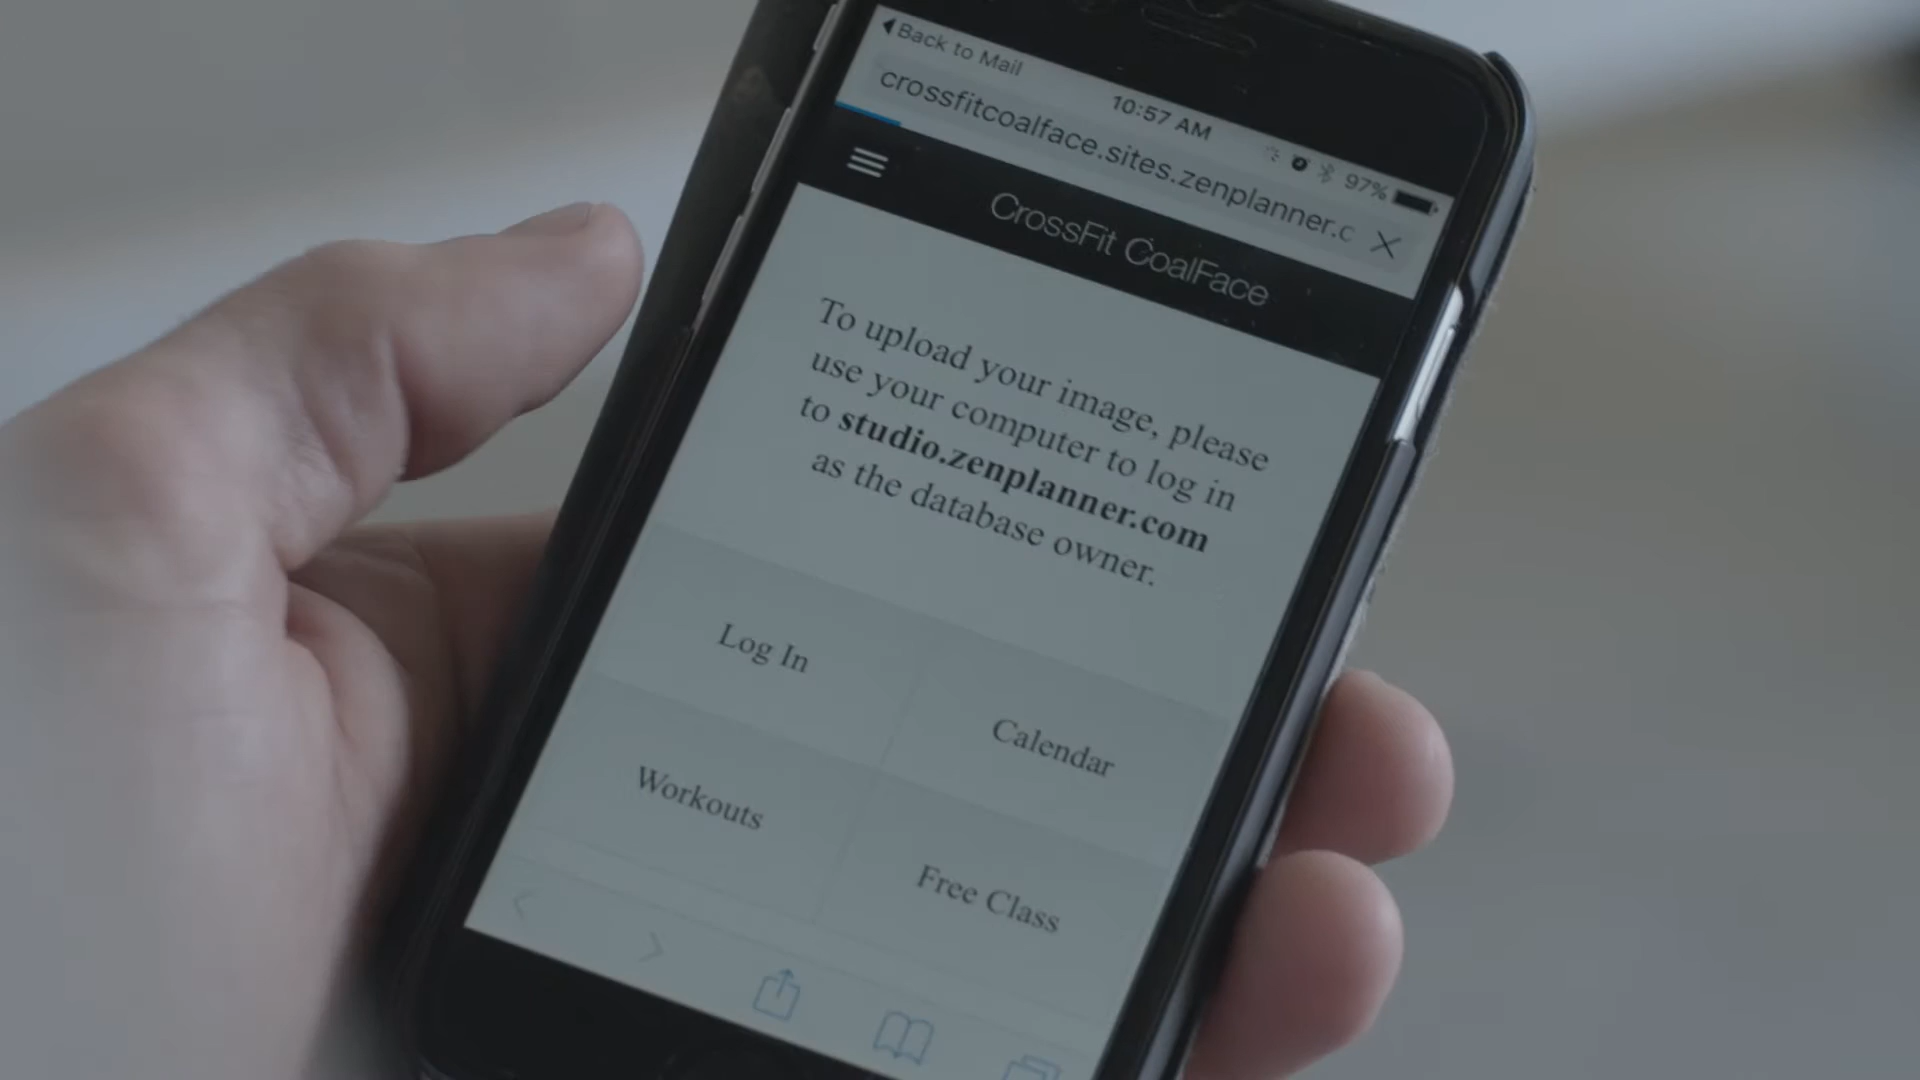 Back to Mail
10:57 AM
97%
crossfitcoalface.sites.zenplanner.c
CrossFit CoalFace
To upload your image, please
use your computer to log in
to studio.zenplanner.com
as the database owner.
Log In
Calendar
Workouts
Free Class